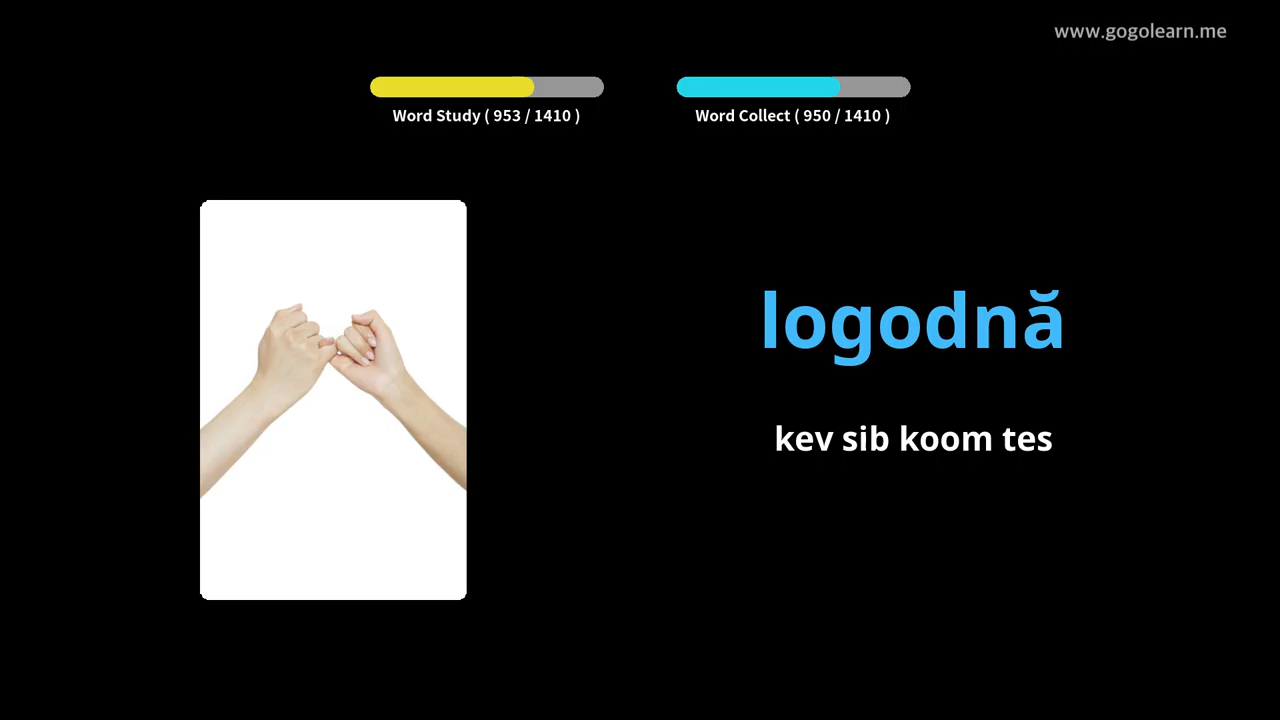 www.gogolearn.me
Word Study ( 953 / 1410 )
Word Collect ( 950 / 1410 )
logodnă
kev sib koom tes